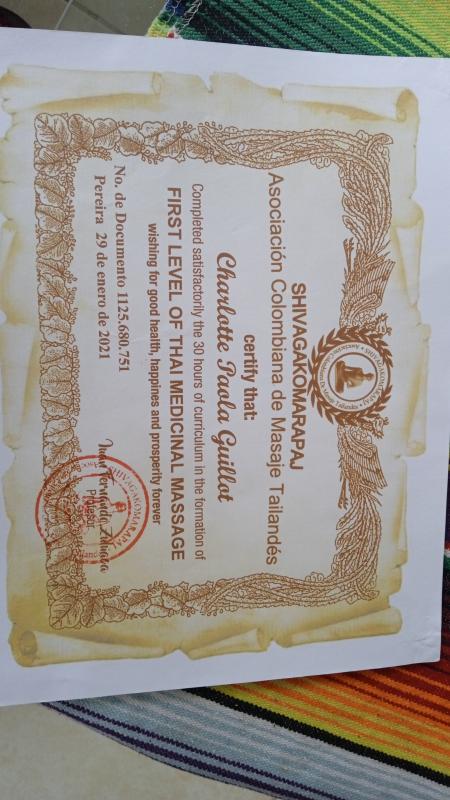 SHIVAGAKOMARAPAJ
Asociación Colombiana de Masaje Tailandés
certify that:
Charlotte Paola Guillot
Completed satisfactorily the 30 hours of curriculum in the formation of
FIRST LEVEL OF THAI MEDICINAL MASSAGE
wishing for good health, happines and prosperity forever
No. de Documento 1125.680.751
Pereira 29 de enero de 2021
SHIVAGAKOMARPAJ